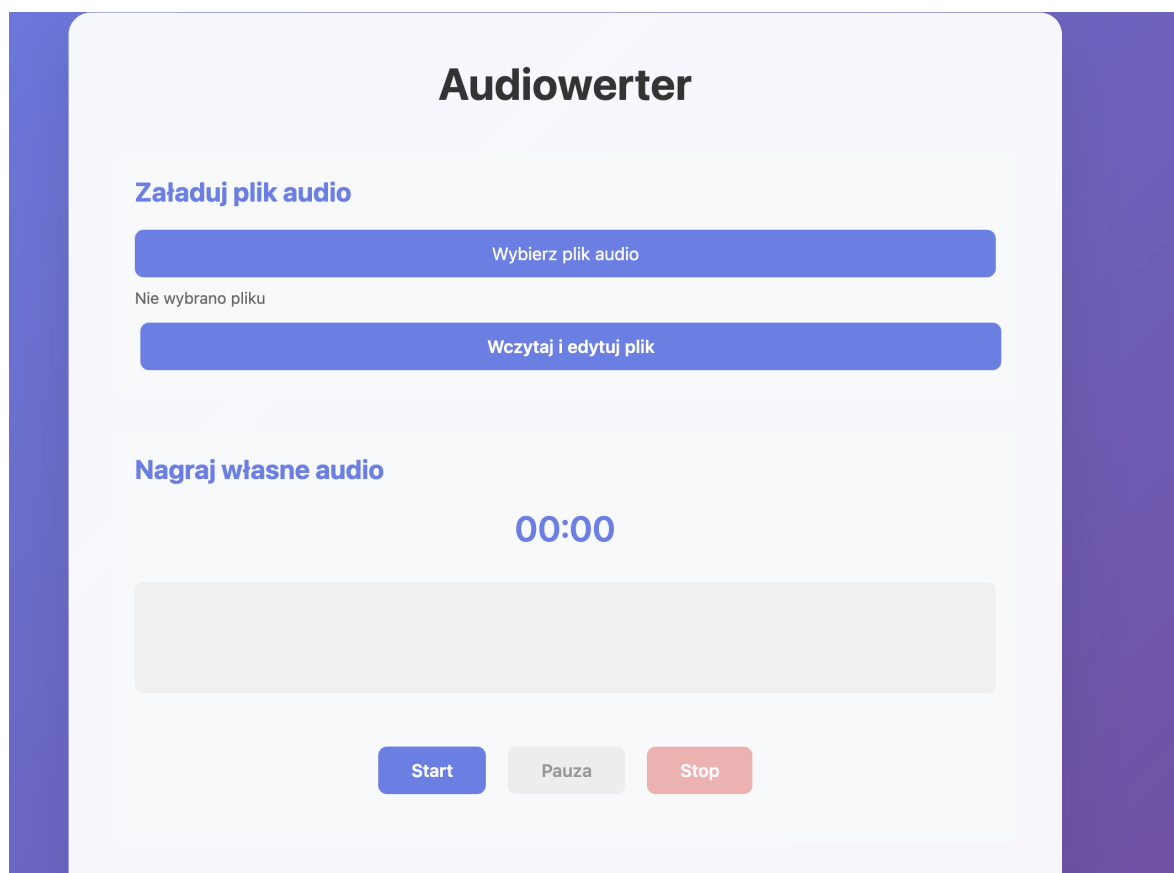 Audiowerter
Załaduj plik audio
Wybierz plik audio
Nie wybrano pliku
Wczytaj i edytuj plik
Nagraj własne audio
00:00
Start
Pauza
Stop